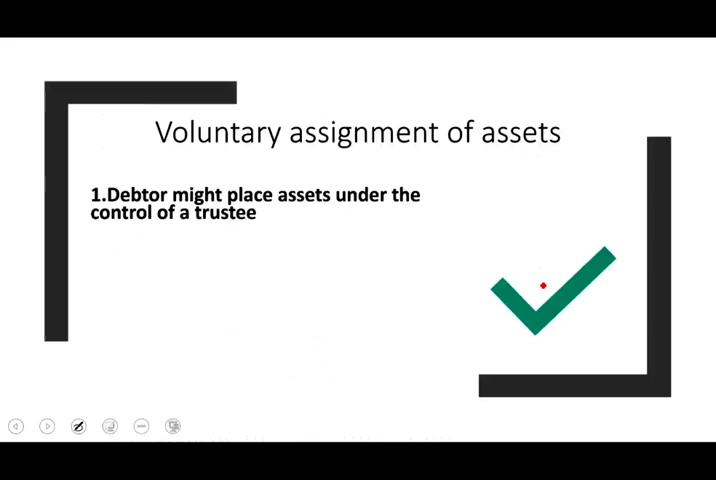 Voluntary assignment of assets
1.Debtor might place assets under the
control of a trustee